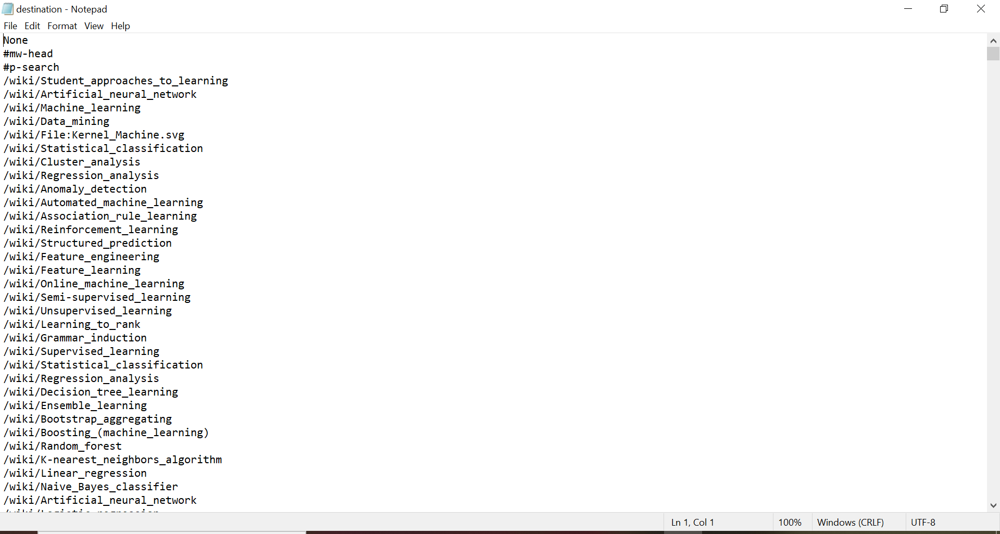 destination - Notepad
File Edit Format View Help
None
#mw-head
#p-search
/wiki/Student_approaches_to_learning
/wiki/Artificial_neural_network
/wiki/Machine_learning
/wiki/Data_mining
/wiki/File:Kernel_Machine.svg
/wiki/Statistical_classification
/wiki/Cluster_analysis
/wiki/Regression_analysis
/wiki/Anomaly_detection
/wiki/Automated_machine_learning
/wiki/Association_rule_learning
/wiki/Reinforcement_learning
/wiki/Structured_prediction
/wiki/Feature_engineering
/wiki/Feature_learning
/wiki/Online_machine_learning
/wiki/Semi-supervised_learning
/wiki/Unsupervised_learning
/wiki/Learning_to_rank
/wiki/Grammar_induction
/wiki/Supervised_learning
/wiki/Statistical_classification
/wiki/Regression_analysis
/wiki/Decision_tree_learning
/wiki/Ensemble_learning
/wiki/Bootstrap_aggregating
/wiki/Boosting_(machine_learning)
/wiki/Random_forest
/wiki/K-nearest_neighbors_algorithm
/wiki/Linear_regression
/wiki/Naive_Bayes_classifier
/wiki/Artificial_neural_network
Ln 1, Col 1 100% Windows (CRLF) UTF-8